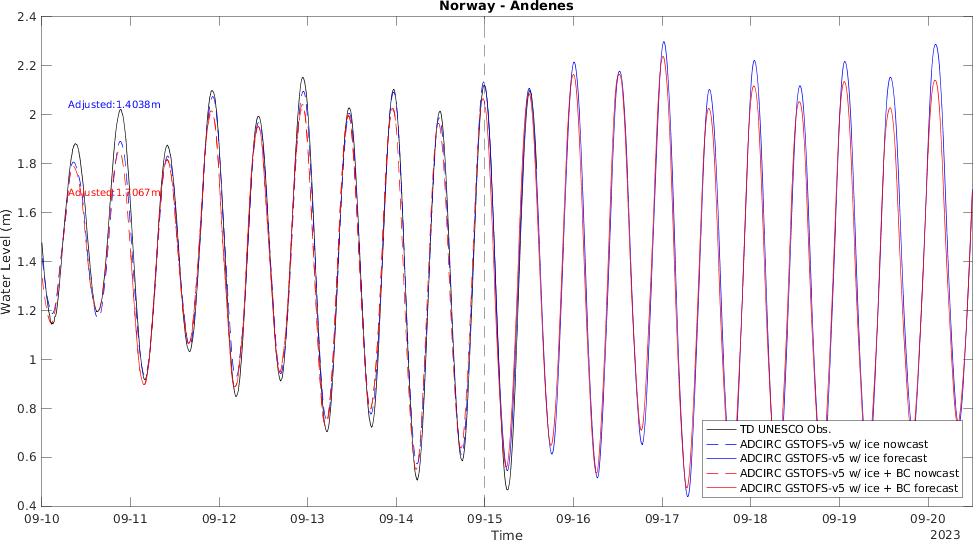 Norway - Andenes
2.4
2.2
2
1.8
1.6
1.4
1.2
1
0.8
0.6
0.4
Water Level (m)
Adjusted:1.4038m
Adjusted:1.7067m
TD UNESCO Obs.
ADCIRC GSTOFS-v5 w/ ice nowcast
ADCIRC GSTOFS-v5 w/ ice forecast
ADCIRC GSTOFS-v5 w/ ice + BC nowcast
ADCIRC GSTOFS-v5 w/ ice + BC forecast
09-10 09-11 09-12 09-13 09-14 09-15 09-16 09-17 09-18 09-19 09-20
Time
2023